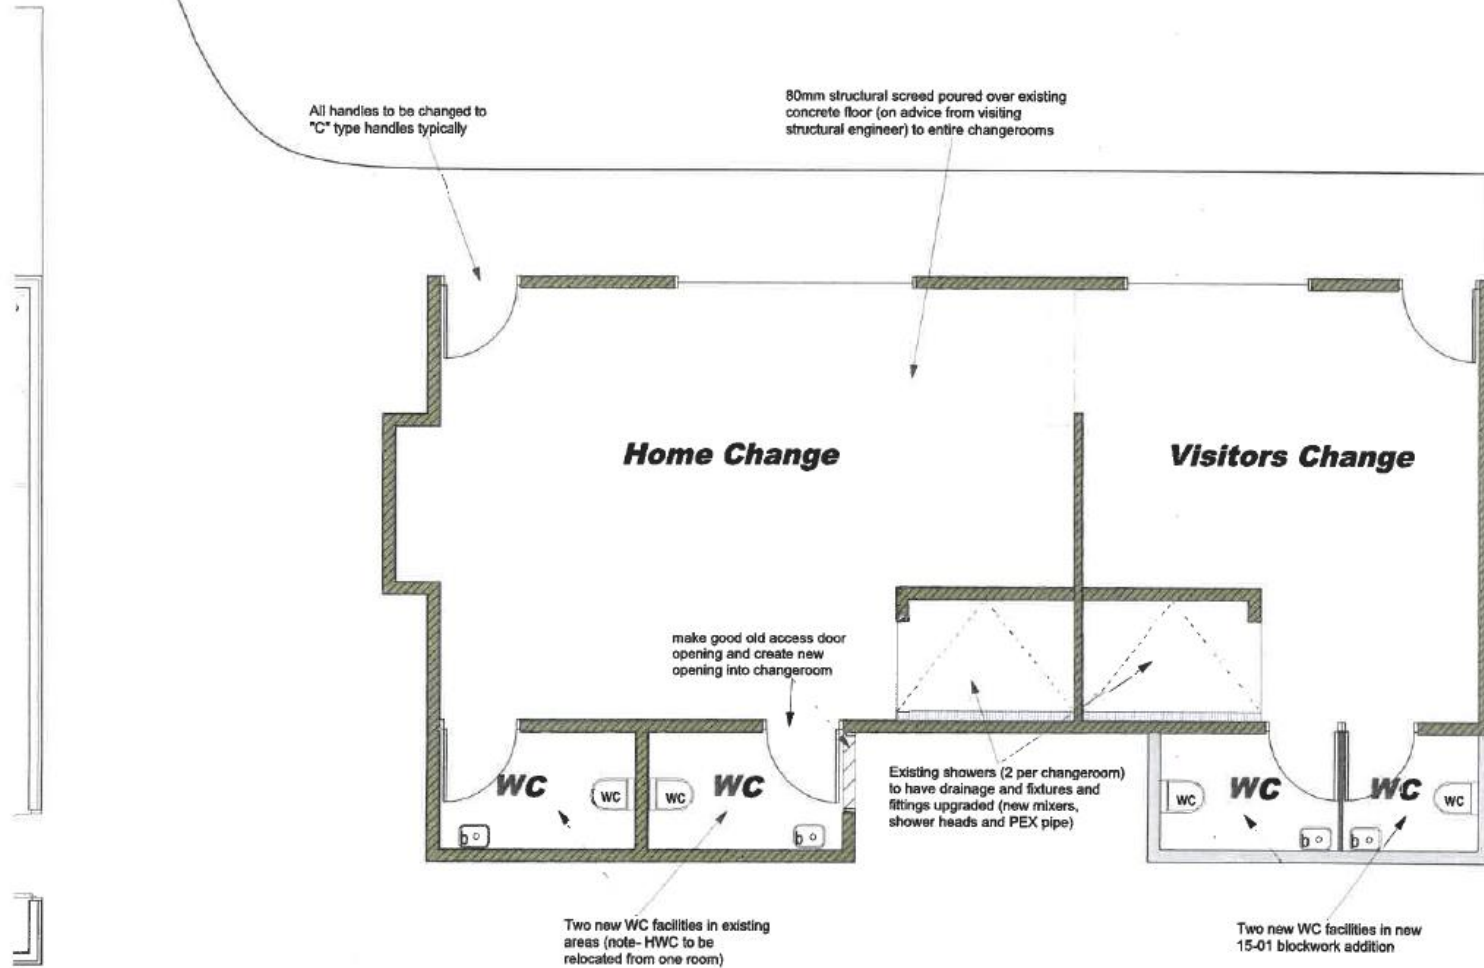 All handles to be changed to
"C" type handles typically
80mm structural screed poured over existing
concrete floor (on advice from visiting
structural engineer) to entire changerooms
Home Change
Visitors Change
make good old access door
opening and create new
opening into changeroom
Existing showers (2 per changeroom)
to have drainage and fixtures and
fittings upgraded (new mixers,
shower heads and PEX pipe)
WC
WC
WC
WC
WC
WC
WC
WC
b
b
b
b
Two new WC facilities in existing
areas (note- HWC to be
relocated from one room)
Two new WC facilities in new
15-01 blockwork addition